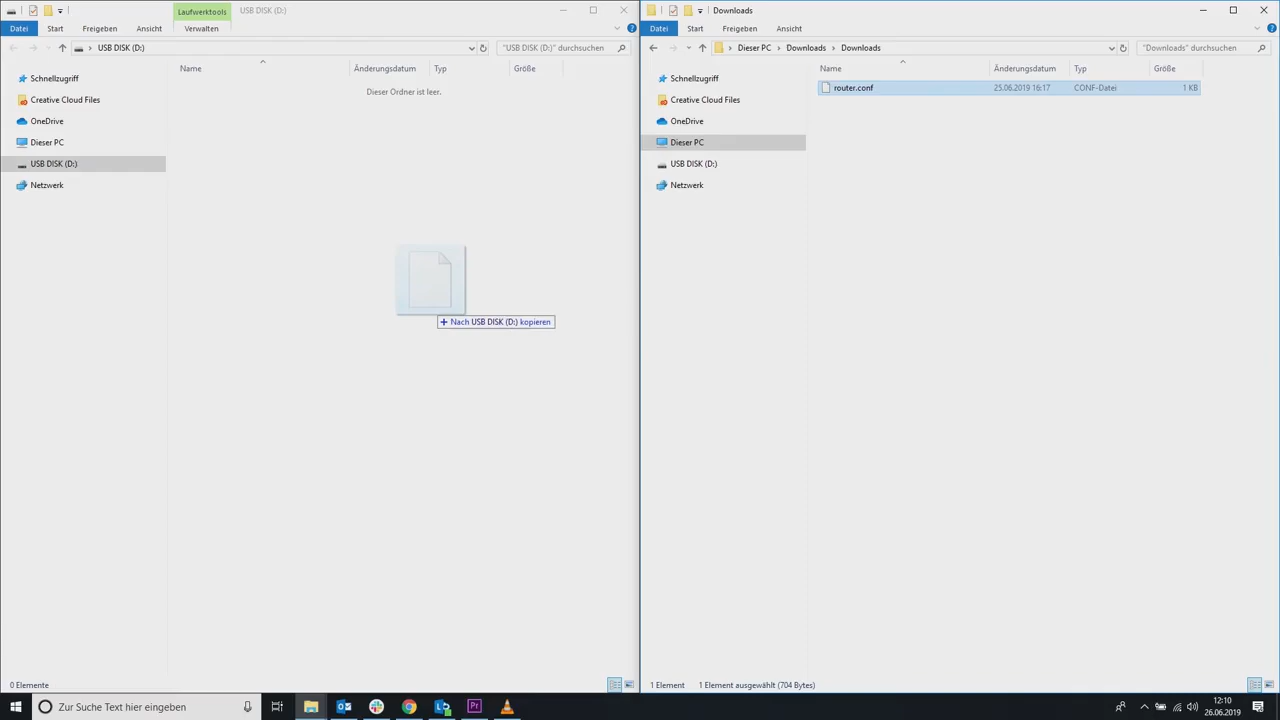 Laufwerktools
USB DISK (D:)
Datei
Start
Freigeben
Ansicht
Verwalten
USB DISK (D:)
"USB DISK (D:)" durchsuchen
Name
Änderungsdatum
Typ
Größe
Dieser Ordner ist leer.
Schnellzugriff
Creative Cloud Files
OneDrive
Dieser PC
USB DISK (D:)
Netzwerk
+ Nach USB DISK (D:) kopieren
0 Elemente
Downloads
Datei
Start
Freigeben
Ansicht
Dieser PC > Downloads > Downloads
"Downloads" durchsuchen
Name
Änderungsdatum
Typ
Größe
router.conf
25.06.2019 16:17
CONF-Datei
1 KB
Schnellzugriff
Creative Cloud Files
OneDrive
Dieser PC
USB DISK (D:)
Netzwerk
1 Element
1 Element ausgewählt (704 Bytes)
Zur Suche Text hier eingeben
Pr
12:10
26.06.2019